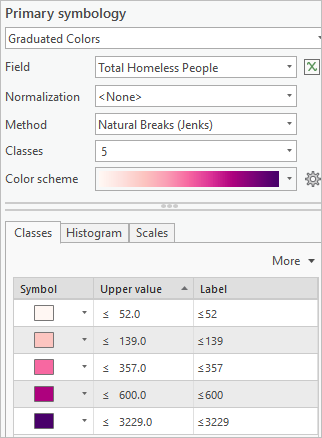 Primary symbology
Graduated Colors
Field Total Homeless People
Normalization <None>
Method Natural Breaks (Jenks)
Classes 5
Color scheme
Classes Histogram Scales
More
Symbol Upper value Label
≤ 52.0 ≤52
≤ 139.0 ≤139
≤ 357.0 ≤357
≤ 600.0 ≤600
≤ 3229.0 ≤3229